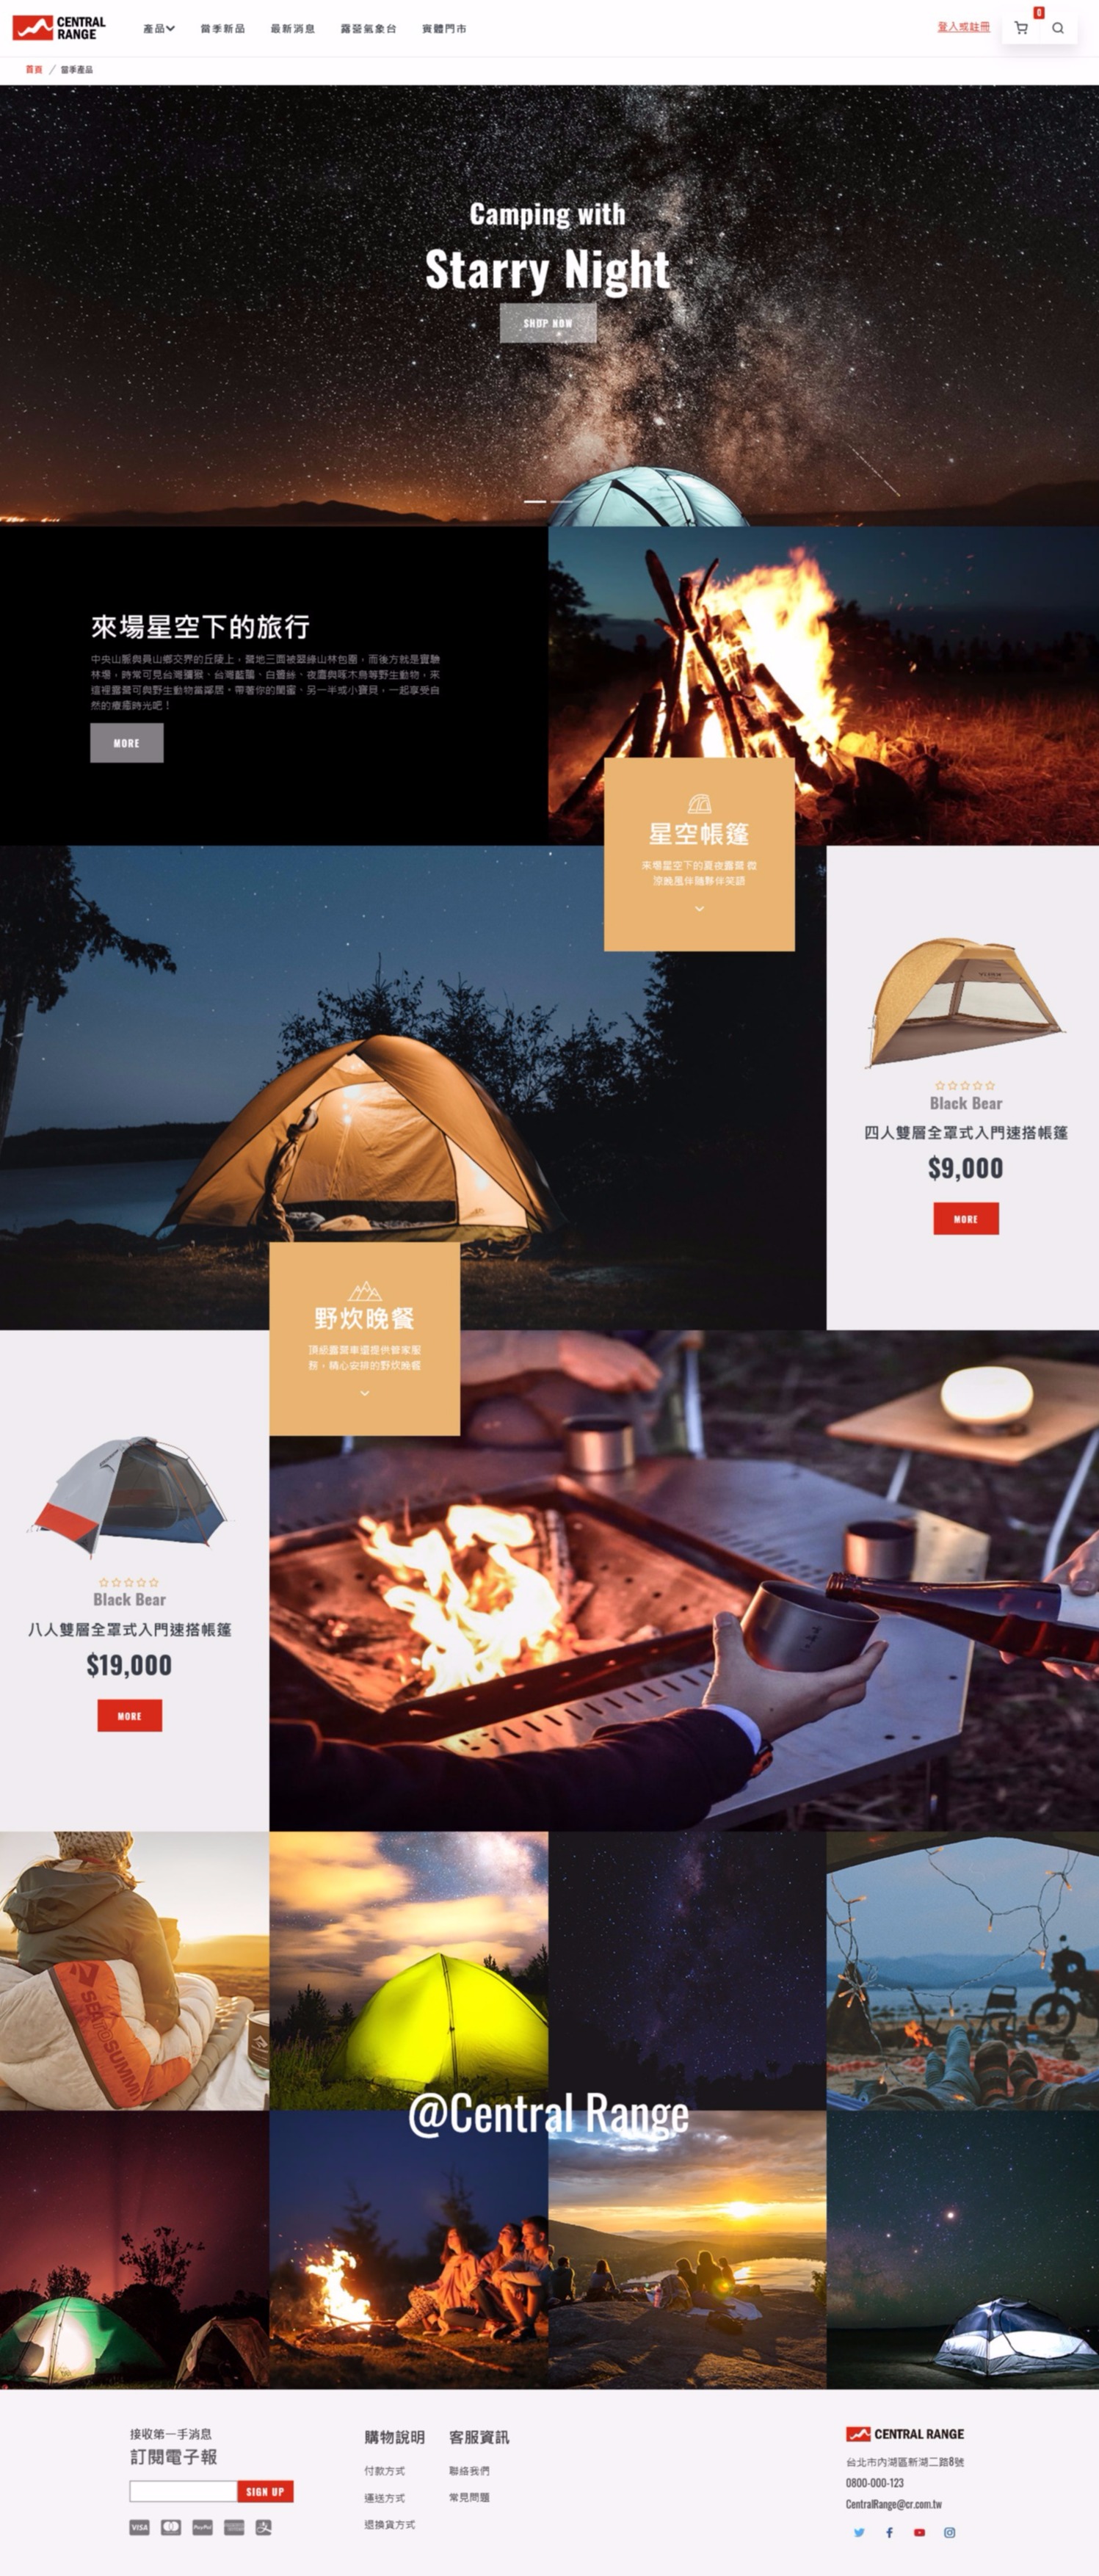 CENTRAL
RANGE
產品
當季新品
最新消息
露營氣象台
實體門市
登入或註冊
0
首頁 / 當季產品
Camping with
Starry Night
SHOP NOW
來場星空下的旅行
中央山脈與員山鄉交界的丘陵上，營地三面被翠綠山林包圍，而後方就是實驗
林場，時常可見台灣獼猴、台灣藍鵲、白鷺鷥、夜鷹與啄木鳥等野生動物，來
這裡露營可與野生動物當鄰居。帶著你的閨蜜、另一半或小寶貝，一起享受自
然的療癒時光吧！
MORE
星空帳篷
來場星空下的夏夜露營 微
涼晚風伴隨夥伴笑語
Black Bear
四人雙層全罩式入門速搭帳篷
$9,000
MORE
野炊晚餐
頂級露營車還提供管家服
務，精心安排的野炊晚餐
Black Bear
八人雙層全罩式入門速搭帳篷
$19,000
MORE
SEA TO SUMMIT
@Central Range
接收第一手消息
訂閱電子報
SIGN UP
VISA
PayPal
購物說明
付款方式
運送方式
退換貨方式
客服資訊
聯絡我們
常見問題
CENTRAL RANGE
台北市內湖區新湖二路8號
0800-000-123
CentralRange@cr.com.tw